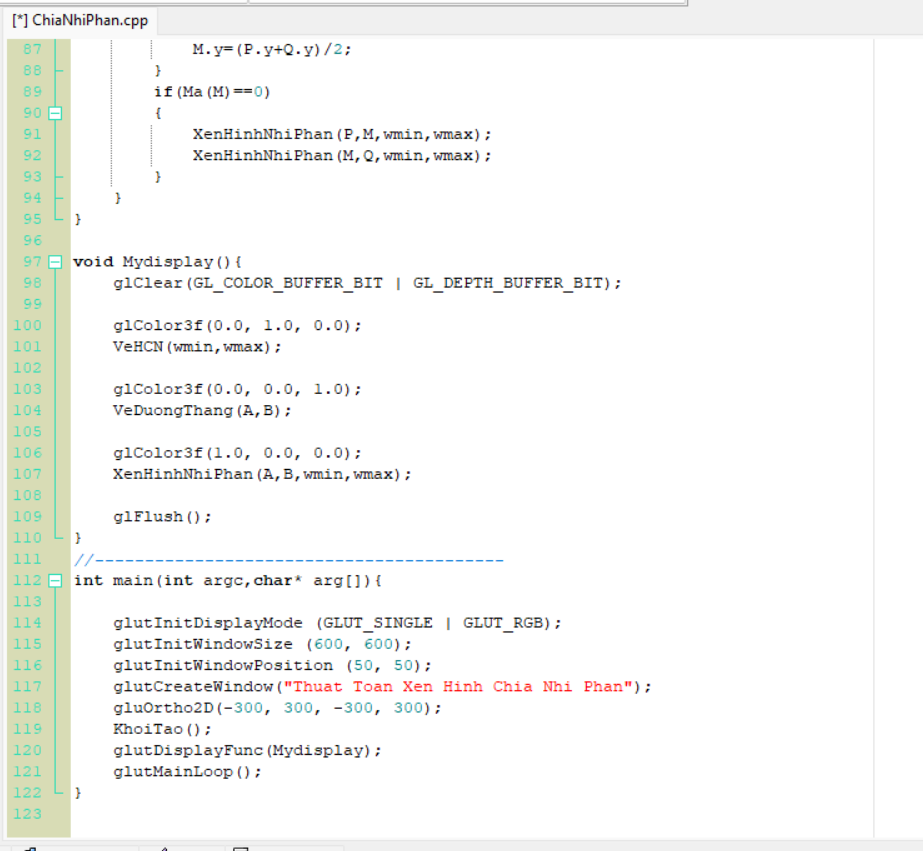 [*] ChiaNhiPhan.cpp
87 M.y=(P.y+Q.y)/2;
88 }
89 if(Ma(M)==0)
90 {
91 XenHinhNhiPhan(P,M,wmin,wmax);
92 XenHinhNhiPhan(M,Q,wmin,wmax);
93 }
94 }
95 }
96
97 void Mydisplay(){
98 glClear(GL_COLOR_BUFFER_BIT | GL_DEPTH_BUFFER_BIT);
99
100 glColor3f(0.0, 1.0, 0.0);
101 VeHCN(wmin,wmax);
102
103 glColor3f(0.0, 0.0, 1.0);
104 VeDuongThang(A,B);
105
106 glColor3f(1.0, 0.0, 0.0);
107 XenHinhNhiPhan(A,B,wmin,wmax);
108
109 glFlush();
110 }
111 //-----------------------------------------
112 int main(int argc,char* arg[]){
113
114 glutInitDisplayMode (GLUT_SINGLE | GLUT_RGB);
115 glutInitWindowSize (600, 600);
116 glutInitWindowPosition (50, 50);
117 glutCreateWindow("Thuat Toan Xen Hinh Chia Nhi Phan");
118 gluOrtho2D(-300, 300, -300, 300);
119 KhoiTao();
120 glutDisplayFunc(Mydisplay);
121 glutMainLoop();
122 }
123